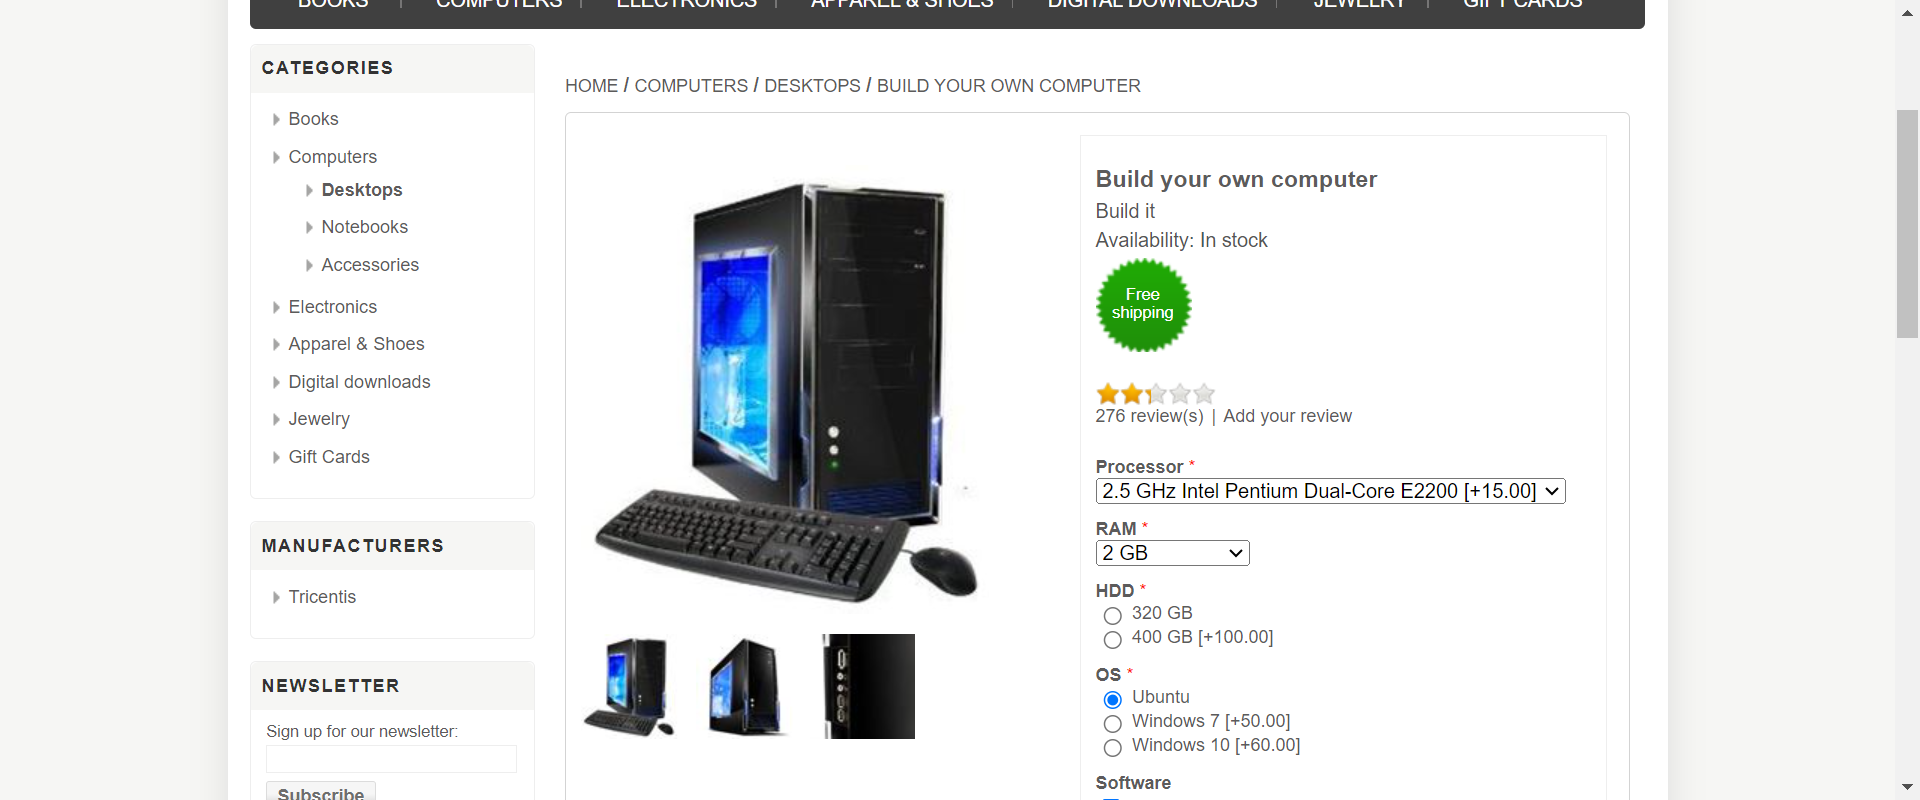 BOOKS COMPUTERS ELECTRONICS APPAREL & SHOES DIGITAL DOWNLOADS JEWELRY GIFT CARDS
CATEGORIES
Books
Computers
Desktops
Notebooks
Accessories
Electronics
Apparel & Shoes
Digital downloads
Jewelry
Gift Cards
MANUFACTURERS
Tricentis
NEWSLETTER
Sign up for our newsletter:
Subscribe
HOME / COMPUTERS / DESKTOPS / BUILD YOUR OWN COMPUTER
Build your own computer
Build it
Availability: In stock
Free
shipping
276 review(s) | Add your review
Processor *
2.5 GHz Intel Pentium Dual-Core E2200 [+15.00]
RAM *
2 GB
HDD *
320 GB
400 GB [+100.00]
OS *
Ubuntu
Windows 7 [+50.00]
Windows 10 [+60.00]
Software